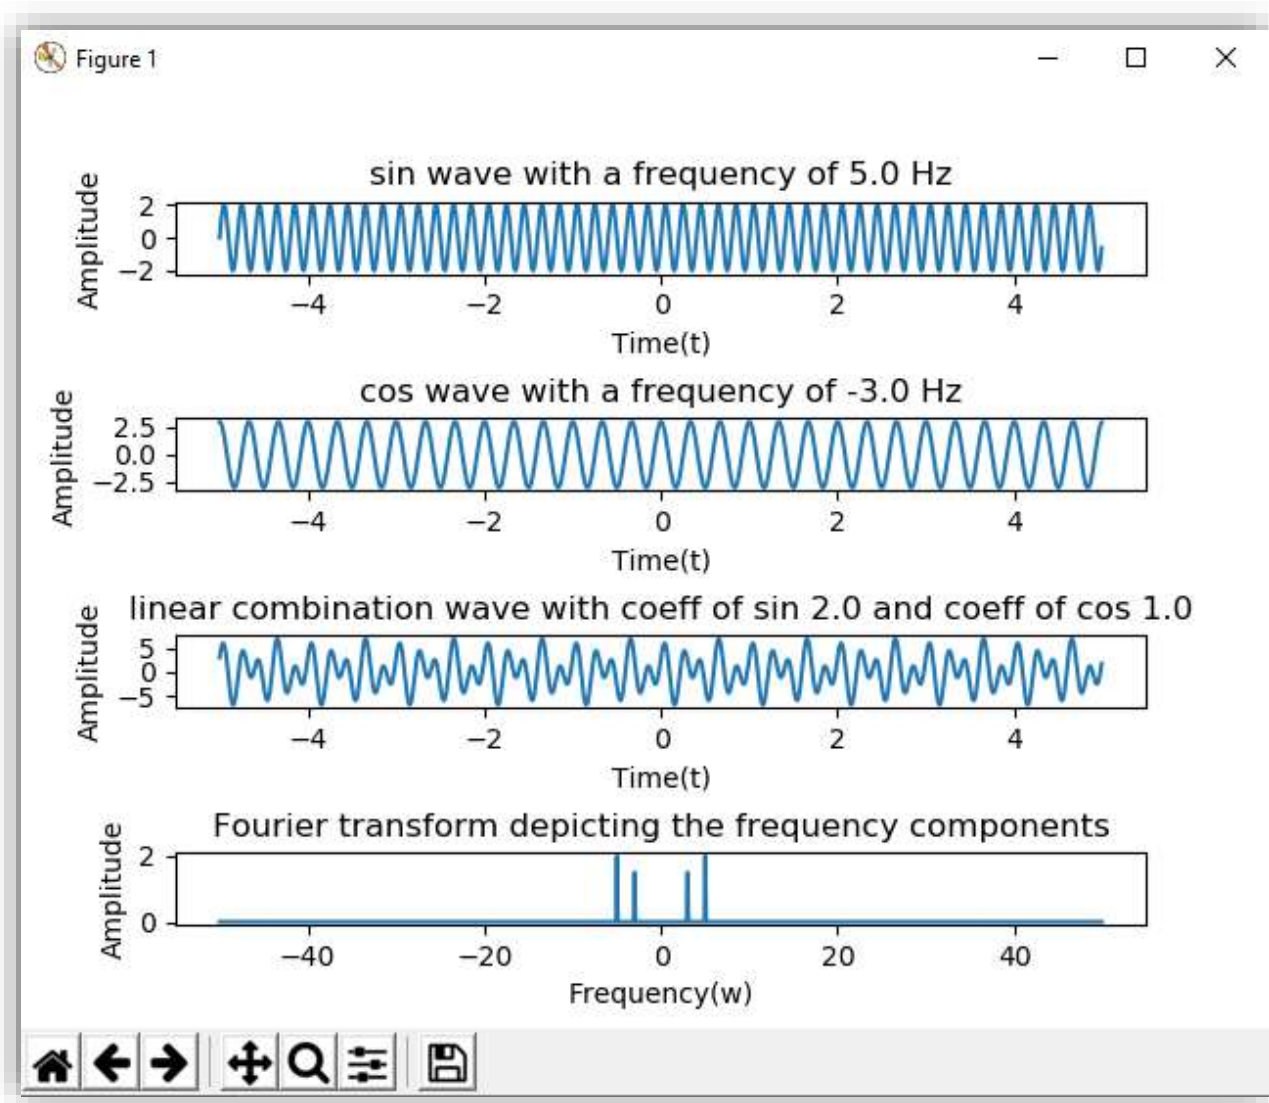 Figure 1
sin wave with a frequency of 5.0 Hz
Amplitude
2
0
−2
−4 −2 0 2 4
Time(t)
cos wave with a frequency of -3.0 Hz
Amplitude
2.5
0.0
−2.5
−4 −2 0 2 4
Time(t)
linear combination wave with coeff of sin 2.0 and coeff of cos 1.0
Amplitude
5
0
−5
−4 −2 0 2 4
Time(t)
Fourier transform depicting the frequency components
Amplitude
2
0
−40 −20 0 20 40
Frequency(w)